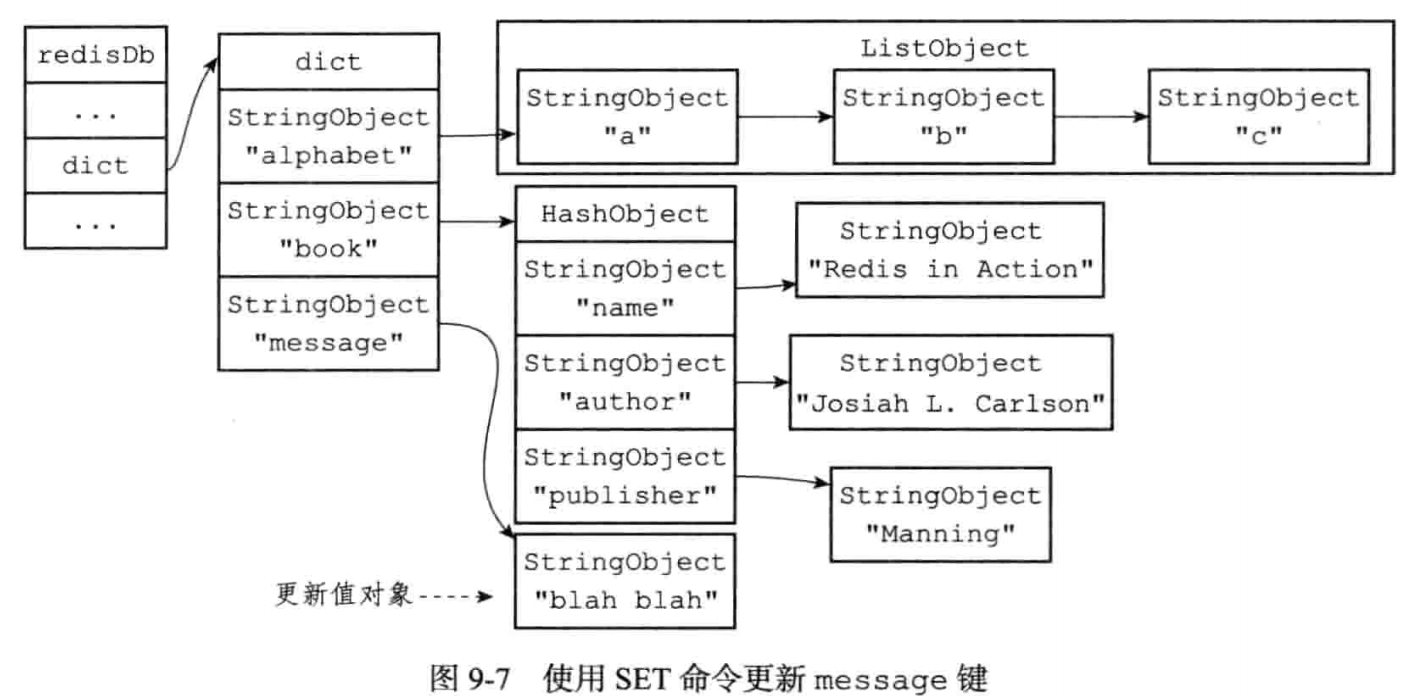 redisDb
...
dict
...
dict
StringObject
"alphabet"
StringObject
"book"
StringObject
"message"
ListObject
StringObject
"a"
StringObject
"b"
StringObject
"c"
HashObject
StringObject
"name"
StringObject
"author"
StringObject
"publisher"
StringObject
"Redis in Action"
StringObject
"Josiah L. Carlson"
StringObject
"Manning"
更新值对象
StringObject
"blah blah"
图 9-7 使用 SET 命令更新 message 键